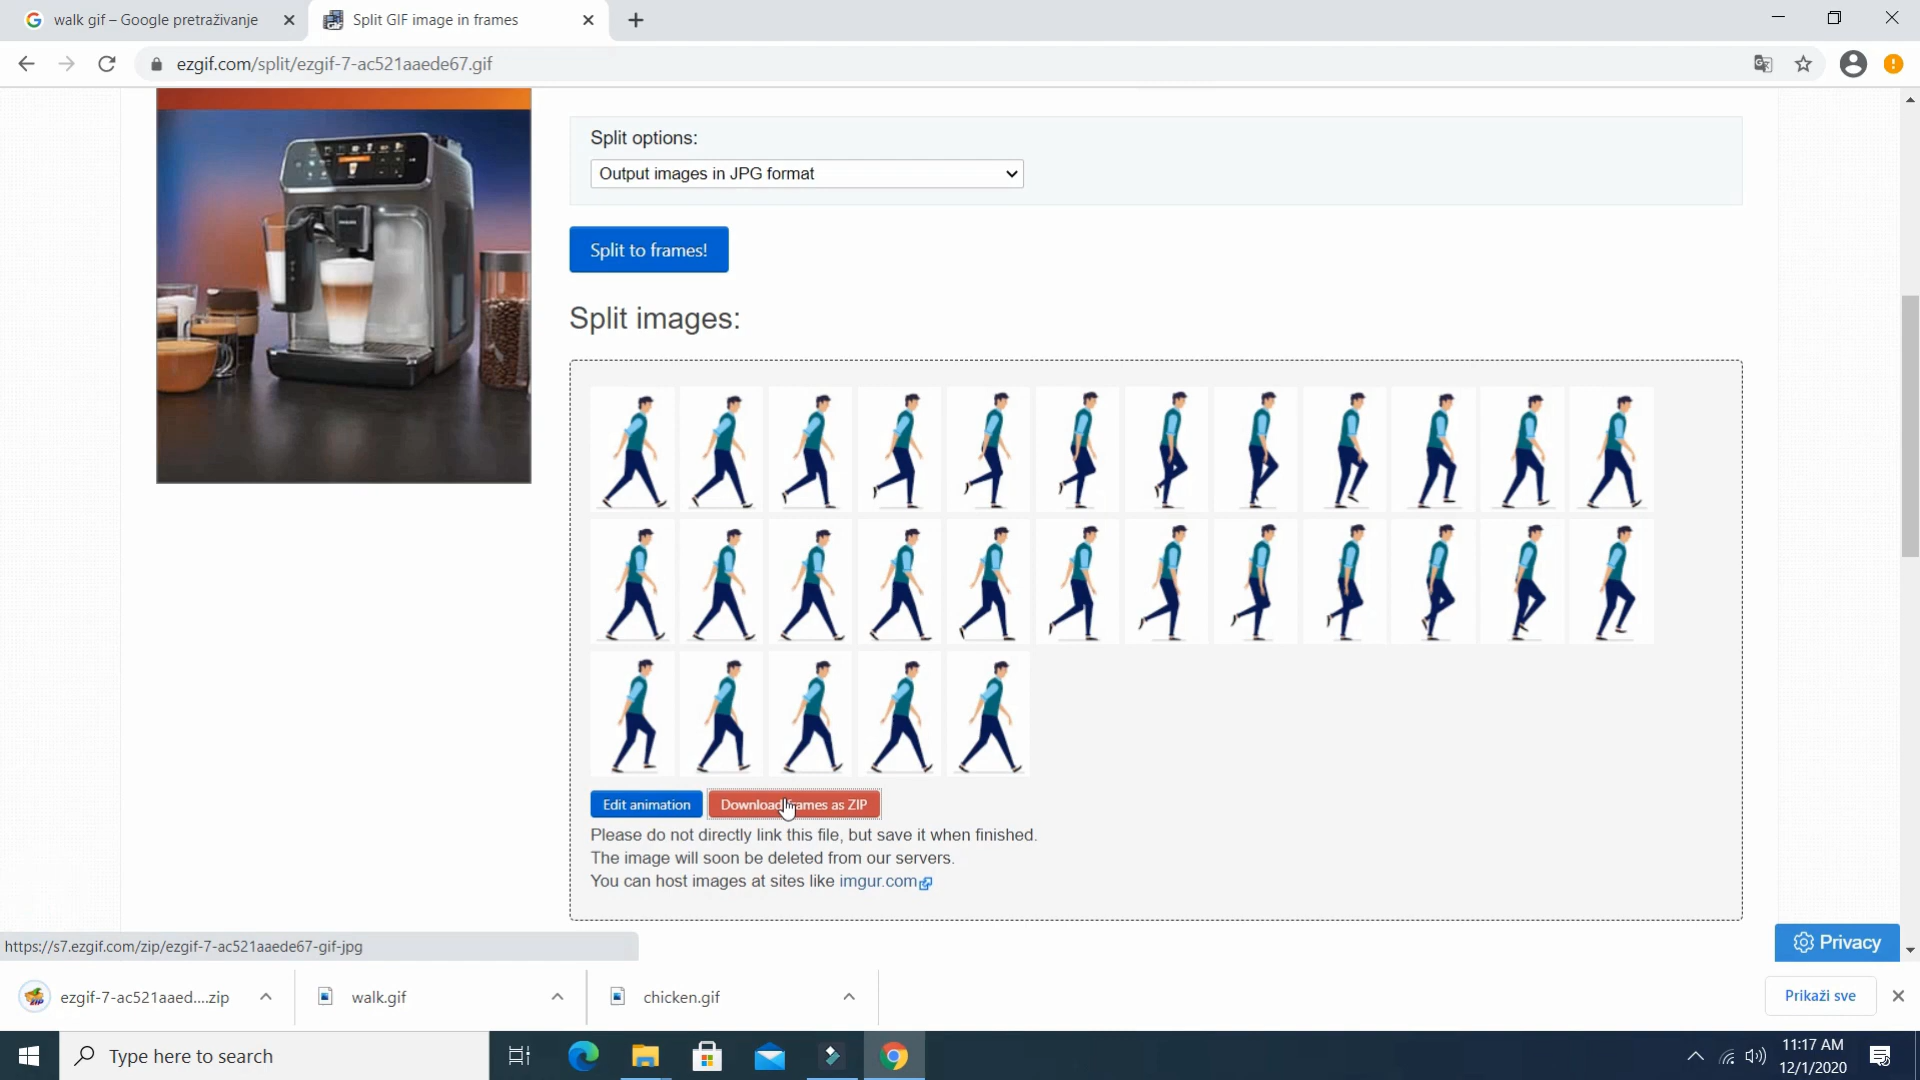 walk gif – Google pretraživanje
Split GIF image in frames
ezgif.com/split/ezgif-7-ac521aaede67.gif
Split options:
Output images in JPG format
Split to frames!
Split images:
Edit animation
Download frames as ZIP
Please do not directly link this file, but save it when finished.
The image will soon be deleted from our servers.
You can host images at sites like imgur.com
Privacy
https://s7.ezgif.com/zip/ezgif-7-ac521aaede67-gif-jpg
ezgif-7-ac521aaed....zip
walk.gif
chicken.gif
Prikaži sve
Type here to search
11:17 AM
12/1/2020